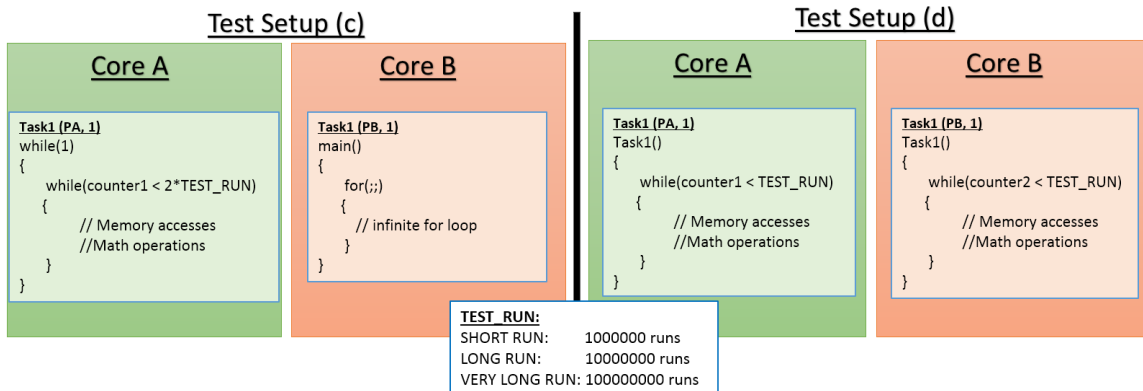 Test Setup (c)
Core A
Task1 (PA, 1)
while(1)
{
while(counter1 < 2*TEST_RUN)
{
// Memory accesses
//Math operations
}
}
Core B
Task1 (PB, 1)
main()
{
for(;;)
{
// infinite for loop
}
}
Test Setup (d)
Core A
Task1 (PA, 1)
Task1()
{
while(counter1 < TEST_RUN)
{
// Memory accesses
//Math operations
}
}
Core B
Task1 (PB, 1)
Task1()
{
while(counter2 < TEST_RUN)
{
// Memory accesses
//Math operations
}
}
TEST_RUN:
SHORT RUN: 1000000 runs
LONG RUN: 10000000 runs
VERY LONG RUN: 100000000 runs